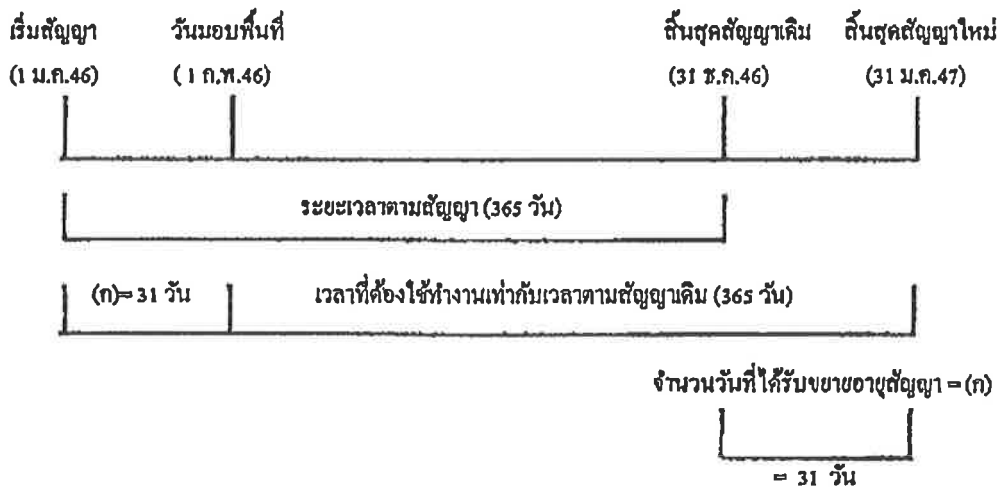 เริ่มสัญญา วันมอบพื้นที่ สิ้นสุดสัญญาเดิม สิ้นสุดสัญญาใหม่
(1 ม.ค.46) (1 ก.พ.46) (31 ธ.ค.46) (31 ม.ค.47)
ระยะเวลาตามสัญญา (365 วัน)
(ก)= 31 วัน เวลาที่ต้องใช้ทำงานเท่ากับเวลาตามสัญญาเดิม (365 วัน)
จำนวนวันที่ได้รับขยายอายุสัญญา = (ก)
= 31 วัน